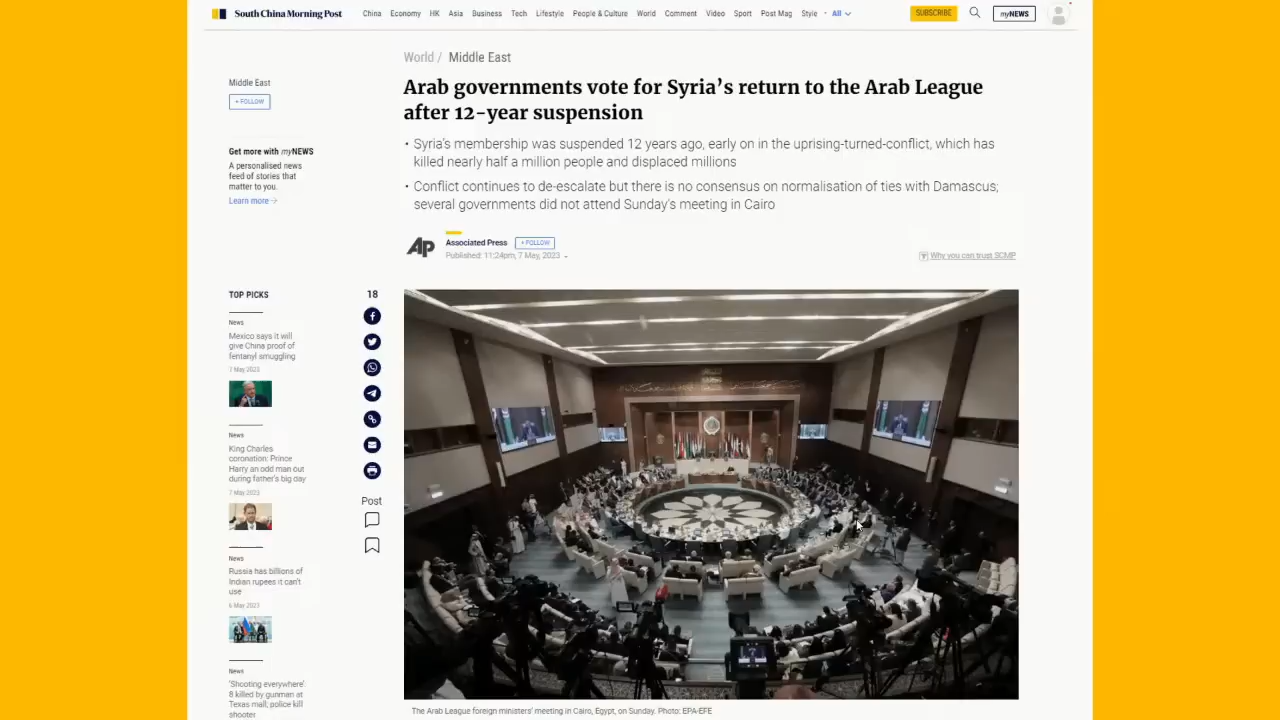 South China Morning Post
China Economy HK Asia Business Tech Lifestyle People & Culture World Comment Video Sport Post Mag Style · All
SUBSCRIBE
myNEWS
World / Middle East
Middle East
+ FOLLOW
Get more with myNEWS
A personalised news
feed of stories that
matter to you.
Learn more
Arab governments vote for Syria’s return to the Arab League
after 12-year suspension
• Syria’s membership was suspended 12 years ago, early on in the uprising-turned-conflict, which has
killed nearly half a million people and displaced millions
• Conflict continues to de-escalate but there is no consensus on normalisation of ties with Damascus;
several governments did not attend Sunday’s meeting in Cairo
AP
Associated Press
+ FOLLOW
Published: 11:24pm, 7 May, 2023
Why you can trust SCMP
TOP PICKS
News
Mexico says it will
give China proof of
fentanyl smuggling
7 May 2023
News
King Charles
coronation: Prince
Harry an odd man out
during father’s big day
7 May 2023
News
Russia has billions of
Indian rupees it can’t
use
6 May 2023
News
‘Shooting everywhere’:
8 killed by gunman at
Texas mall; police kill
shooter
18
Post
The Arab League foreign ministers’ meeting in Cairo, Egypt, on Sunday. Photo: EPA-EFE